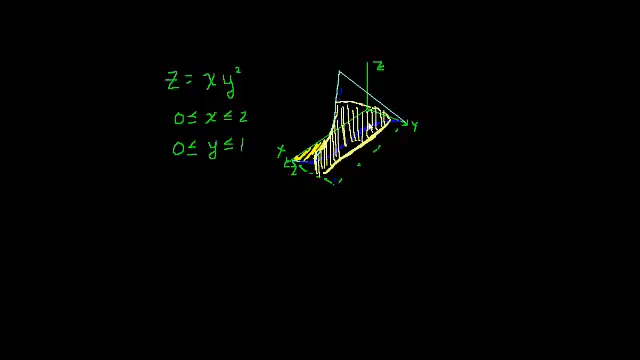 z = xy²
0 ≤ x ≤ 2
0 ≤ y ≤ 1
z
y
x
2